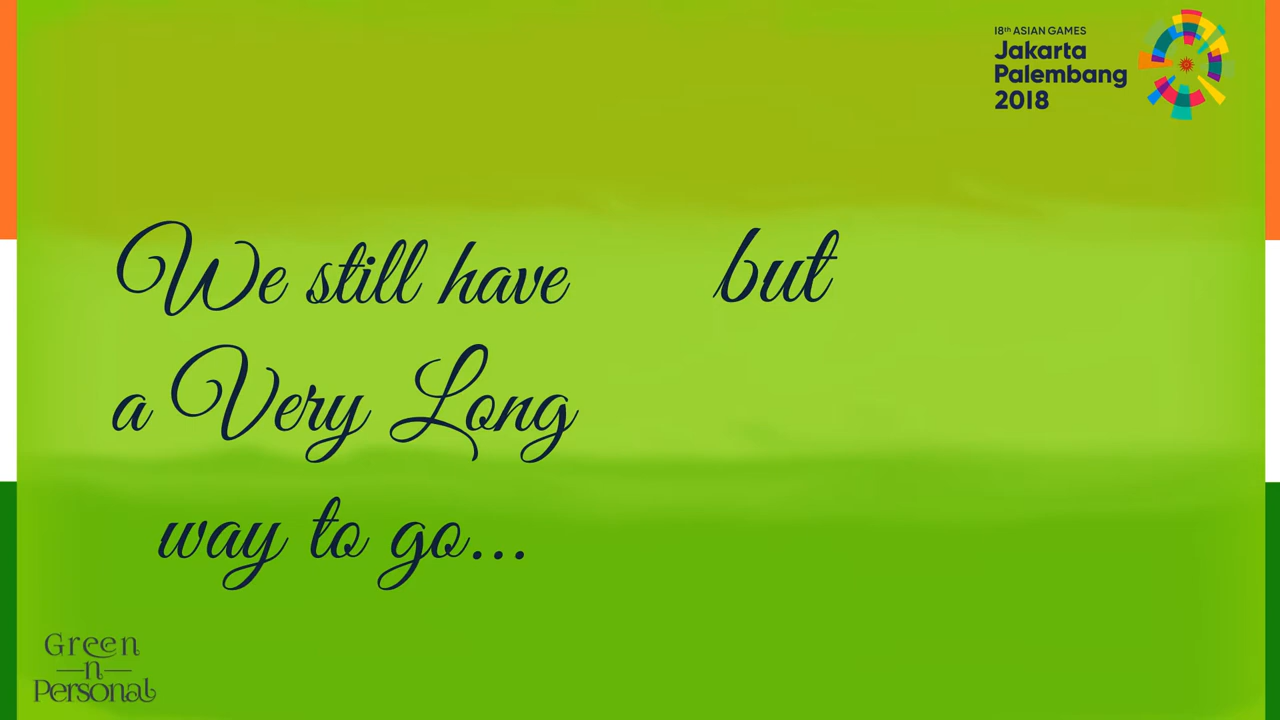 18th ASIAN GAMES
Jakarta
Palembang
2018
We still have
a Very Long
way to go...
but
Green
n
Personal